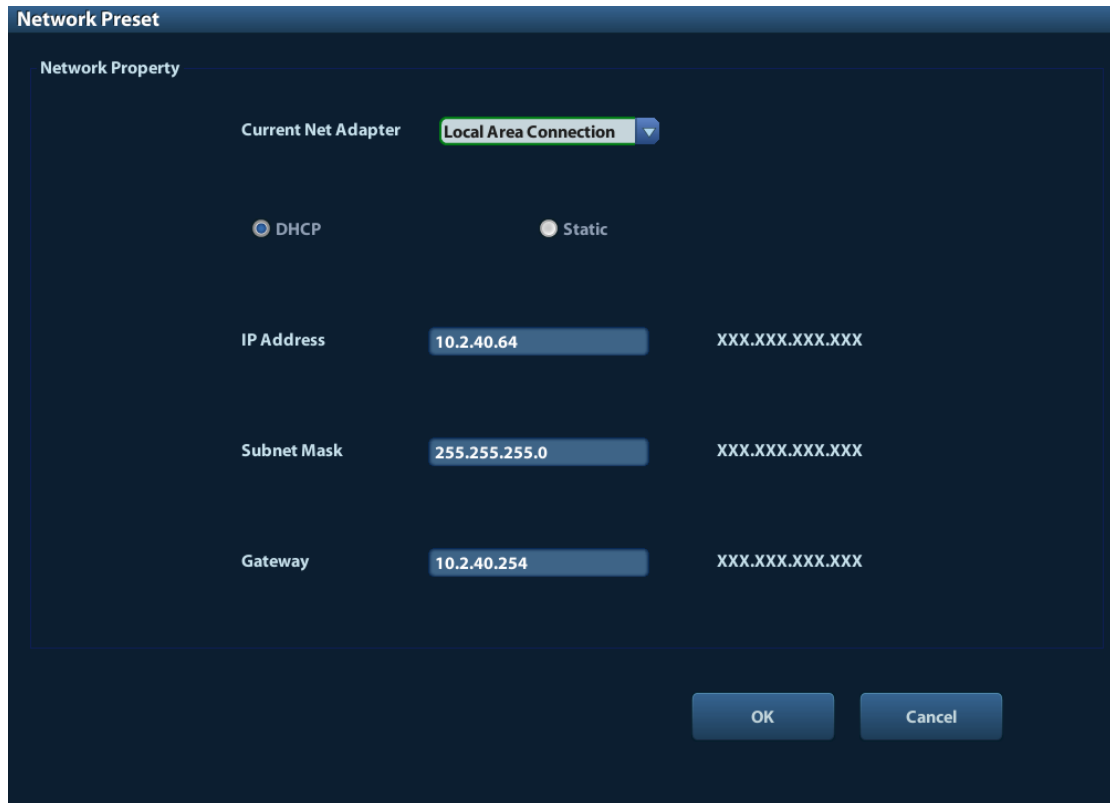 Network Preset
Network Property
Current Net Adapter Local Area Connection
DHCP Static
IP Address 10.2.40.64 XXX.XXX.XXX.XXX
Subnet Mask 255.255.255.0 XXX.XXX.XXX.XXX
Gateway 10.2.40.254 XXX.XXX.XXX.XXX
OK Cancel